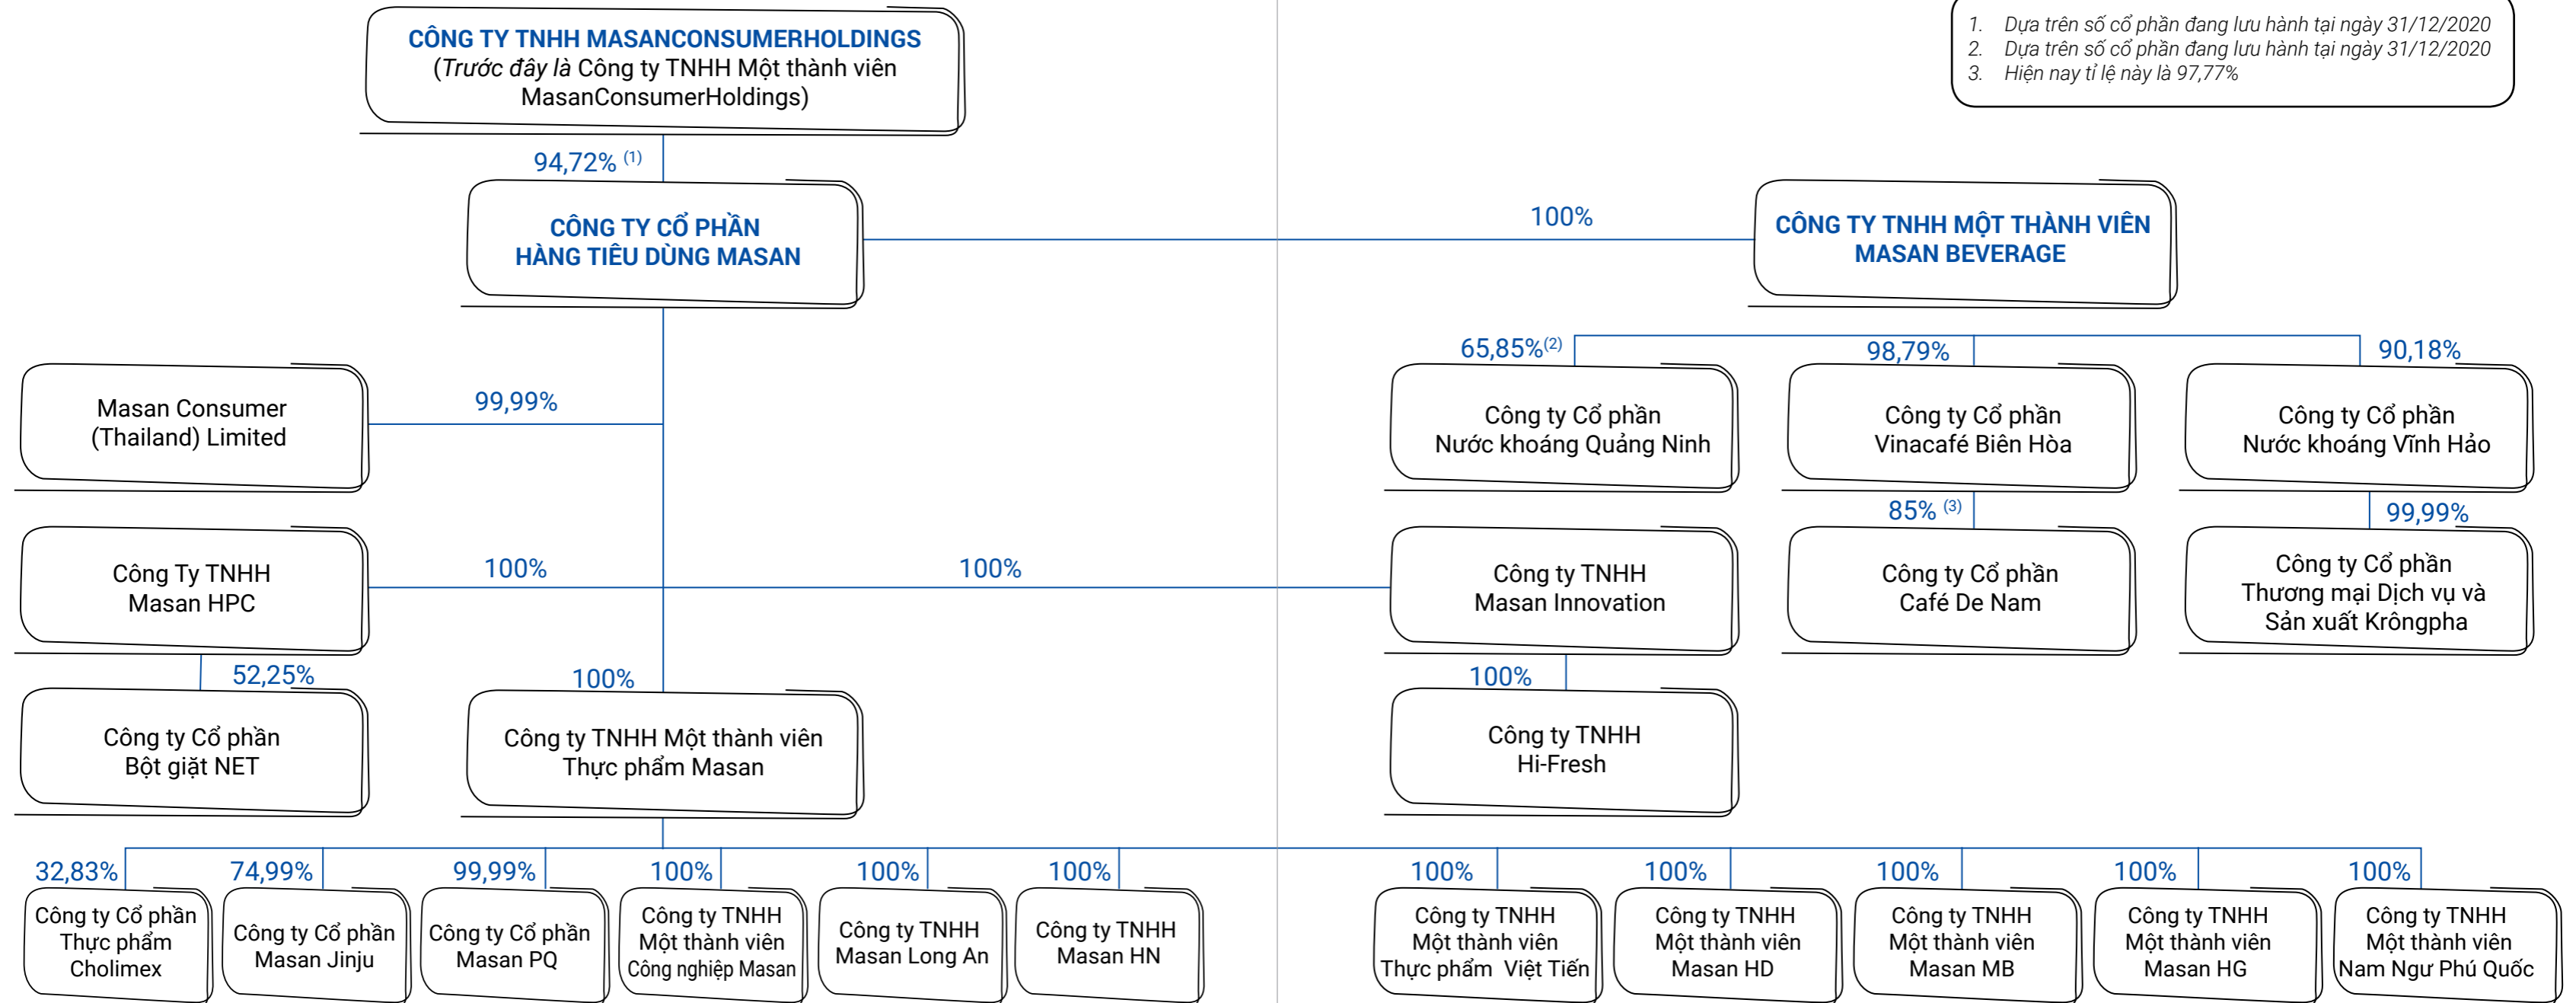 CÔNG TY TNHH MASANCONSUMERHOLDINGS
(Trước đây là Công ty TNHH Một thành viên
MasanConsumerHoldings)
1. Dựa trên số cổ phần đang lưu hành tại ngày 31/12/2020
2. Dựa trên số cổ phần đang lưu hành tại ngày 31/12/2020
3. Hiện nay tỉ lệ này là 97,77%
94,72% (1)
CÔNG TY CỔ PHẦN
HÀNG TIÊU DÙNG MASAN
100%
CÔNG TY TNHH MỘT THÀNH VIÊN
MASAN BEVERAGE
65,85%(2)
98,79%
90,18%
Masan Consumer
(Thailand) Limited
99,99%
Công ty Cổ phần
Nước khoáng Quảng Ninh
Công ty Cổ phần
Vinacafé Biên Hòa
Công ty Cổ phần
Nước khoáng Vĩnh Hảo
85% (3)
99,99%
Công Ty TNHH
Masan HPC
100%
100%
Công ty TNHH
Masan Innovation
Công ty Cổ phần
Café De Nam
Công ty Cổ phần
Thương mại Dịch vụ và
Sản xuất Krôngpha
52,25%
100%
100%
Công ty Cổ phần
Bột giặt NET
Công ty TNHH Một thành viên
Thực phẩm Masan
Công ty TNHH
Hi-Fresh
32,83%
74,99%
99,99%
100%
100%
100%
100%
100%
100%
100%
100%
Công ty Cổ phần
Thực phẩm
Cholimex
Công ty Cổ phần
Masan Jinju
Công ty Cổ phần
Masan PQ
Công ty TNHH
Một thành viên
Công nghiệp Masan
Công ty TNHH
Masan Long An
Công ty TNHH
Masan HN
Công ty TNHH
Một thành viên
Thực phẩm Việt Tiến
Công ty TNHH
Một thành viên
Masan HD
Công ty TNHH
Một thành viên
Masan MB
Công ty TNHH
Một thành viên
Masan HG
Công ty TNHH
Một thành viên
Nam Ngư Phú Quốc